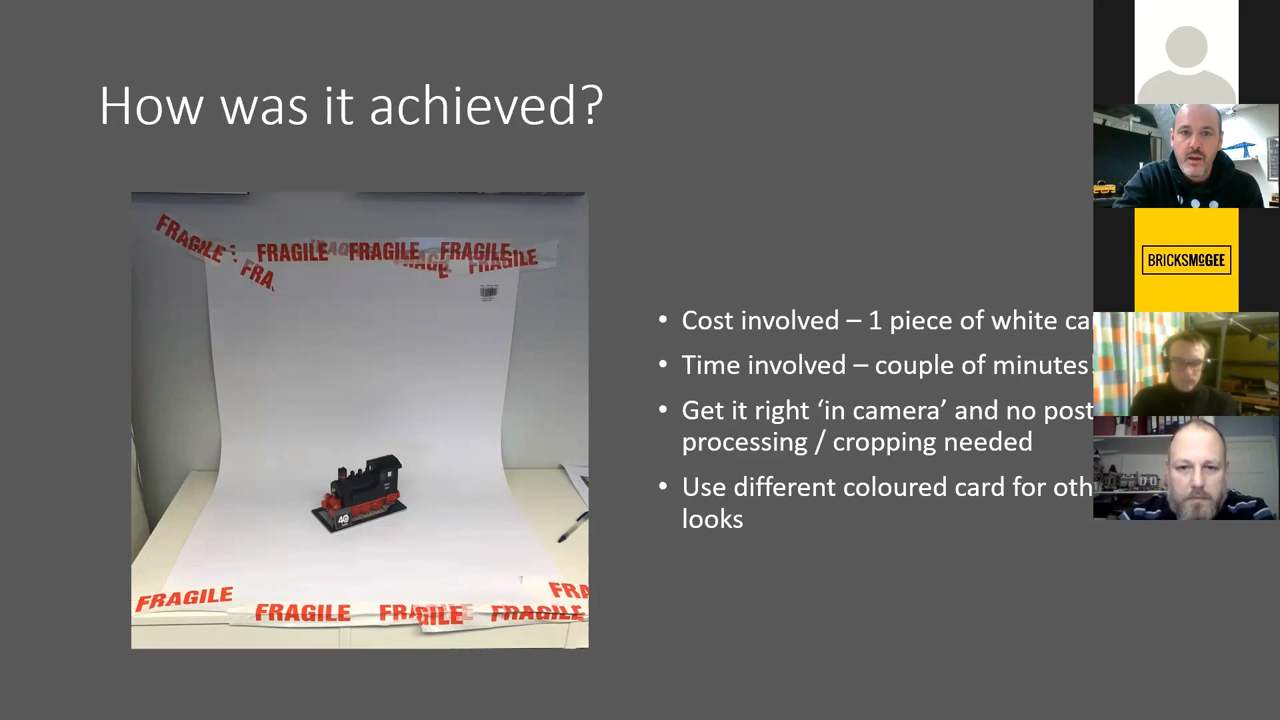 How was it achieved?
FRAGILE FRAGILE FRAGILE FRAGILE
FRAGILE
FRA
• Cost involved – 1 piece of white ca
• Time involved – couple of minutes
• Get it right ‘in camera’ and no post
processing / cropping needed
• Use different coloured card for oth
looks
40
FRAGILE FRAGILE FRAGILE FRAGILE
FRA
BRICKSMCGEE